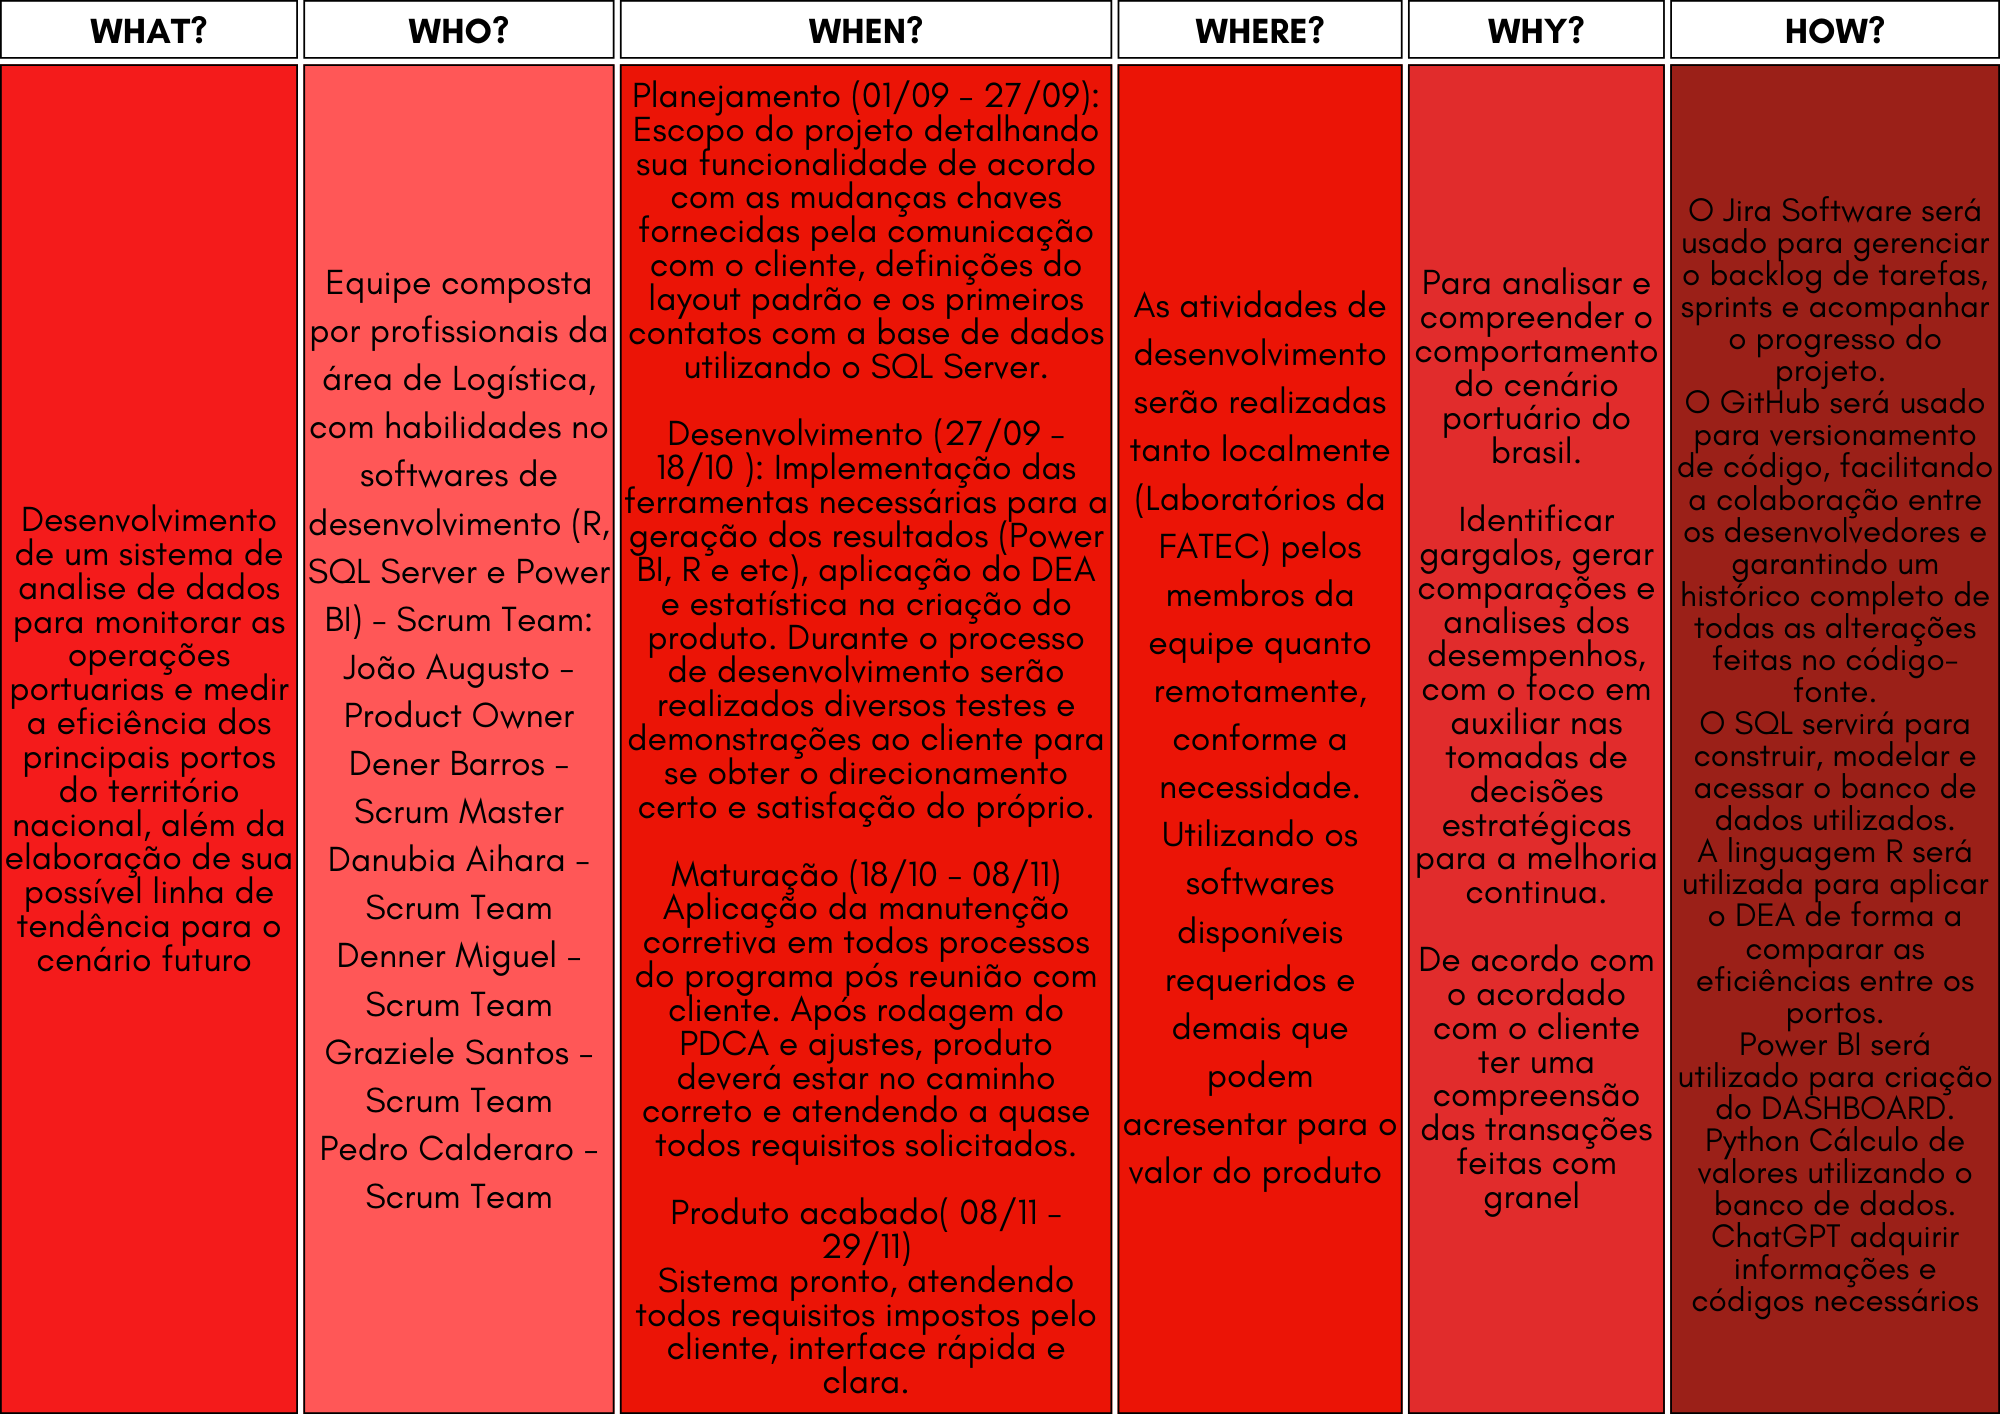 WHAT?
WHO?
WHEN?
WHERE?
WHY?
HOW?
Desenvolvimento
de um sistema de
analise de dados
para monitorar as
operações
portuarias e medir
a eficiência dos
principais portos
do território
nacional, além da
elaboração de sua
possível linha de
tendência para o
cenário futuro
Equipe composta
por profissionais da
área de Logística,
com habilidades no
softwares de
desenvolvimento (R,
SQL Server e Power
BI) - Scrum Team:
João Augusto -
Product Owner
Dener Barros -
Scrum Master
Danubia Aihara -
Scrum Team
Denner Miguel -
Scrum Team
Graziele Santos -
Scrum Team
Pedro Calderaro -
Scrum Team
Planejamento (01/09 - 27/09):
Escopo do projeto detalhando
sua funcionalidade de acordo
com as mudanças chaves
fornecidas pela comunicação
com o cliente, definições do
layout padrão e os primeiros
contatos com a base de dados
utilizando o SQL Server.
Desenvolvimento (27/09 -
18/10 ): Implementação das
ferramentas necessárias para a
geração dos resultados (Power
BI, R e etc), aplicação do DEA
e estatística na criação do
produto. Durante o processo
de desenvolvimento serão
realizados diversos testes e
demonstrações ao cliente para
se obter o direcionamento
certo e satisfação do próprio.
Maturação (18/10 - 08/11)
Aplicação da manutenção
corretiva em todos processos
do programa pós reunião com
cliente. Após rodagem do
PDCA e ajustes, produto
deverá estar no caminho
correto e atendendo a quase
todos requisitos solicitados.
Produto acabado( 08/11 -
29/11)
Sistema pronto, atendendo
todos requisitos impostos pelo
cliente, interface rápida e
clara.
As atividades de
desenvolvimento
serão realizadas
tanto localmente
(Laboratórios da
FATEC) pelos
membros da
equipe quanto
remotamente,
conforme a
necessidade.
Utilizando os
softwares
disponíveis
requeridos e
demais que
podem
acresentar para o
valor do produto
Para analisar e
compreender o
comportamento
do cenário
portuário do
brasil.
Identificar
gargalos, gerar
comparações e
analises dos
desempenhos,
com o foco em
auxiliar nas
tomadas de
decisões
estratégicas
para a melhoria
continua.
De acordo com
o acordado
com o cliente
ter uma
compreensão
das transações
feitas com
granel
O Jira Software será
usado para gerenciar
o backlog de tarefas,
sprints e acompanhar
o progresso do
projeto.
O GitHub será usado
para versionamento
de código, facilitando
a colaboração entre
os desenvolvedores e
garantindo um
histórico completo de
todas as alterações
feitas no código-
fonte.
O SQL servirá para
construir, modelar e
acessar o banco de
dados utilizados.
A linguagem R será
utilizada para aplicar
o DEA de forma a
comparar as
eficiências entre os
portos.
Power BI será
utilizado para criação
do DASHBOARD.
Python Cálculo de
valores utilizando o
banco de dados.
ChatGPT adquirir
informações e
códigos necessários